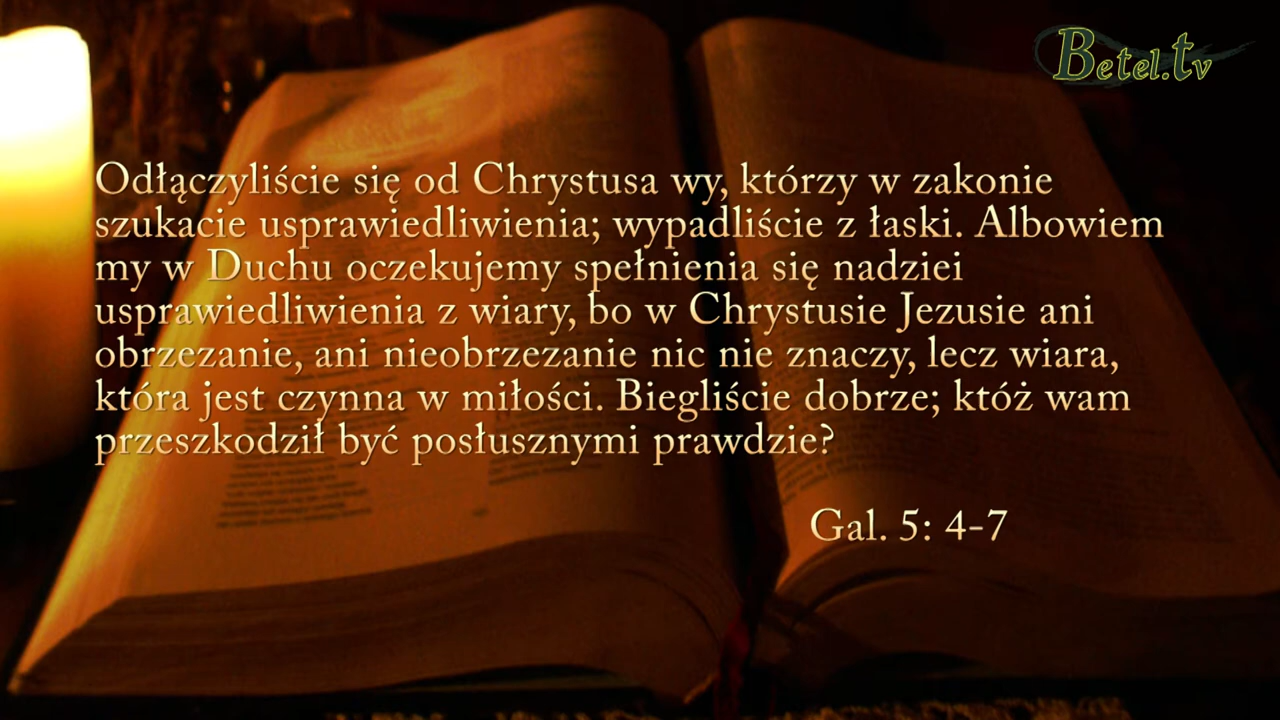 Betel.tv
Odłączyliście się od Chrystusa wy, którzy w zakonie
szukacie usprawiedliwienia; wypadliście z łaski. Albowiem
my w Duchu oczekujemy spełnienia się nadziei
usprawiedliwienia z wiary, bo w Chrystusie Jezusie ani
obrzezanie, ani nieobrzezanie nic nie znaczy, lecz wiara,
która jest czynna w miłości. Biegliście dobrze; któż wam
przeszkodził być posłusznymi prawdzie?
Gal. 5: 4-7